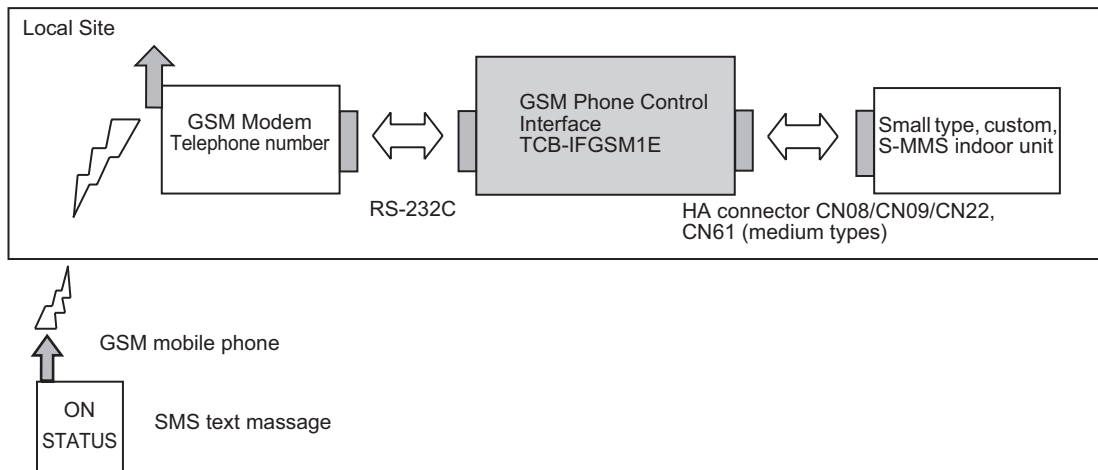 Local Site
GSM Modem
Telephone number
GSM Phone Control
Interface
TCB-IFGSM1E
Small type, custom,
S-MMS indoor unit
RS-232C
HA connector CN08/CN09/CN22,
CN61 (medium types)
GSM mobile phone
ON
STATUS
SMS text massage